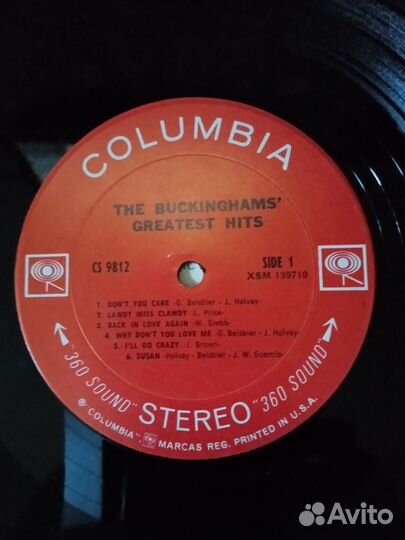 COLUMBIA
THE BUCKINGHAMS'
GREATEST HITS
CS 9812
SIDE 1
XSM 139710
1. DON'T YOU CARE -G. Beisbier - J. Holvay-
2. LAWDY MISS CLAWDY -L. Price-
3. BACK IN LOVE AGAIN -M. Grebb-
4. WHY DON'T YOU LOVE ME -G. Beisbier - J. Holvay-
5. I'LL GO CRAZY -J. Brown-
6. SUSAN -Holvay - Beisbier - J. W. Guercio-
"360 SOUND" STEREO "360 SOUND"
® "COLUMBIA", MARCAS REG. PRINTED IN U.S.A.
Avito